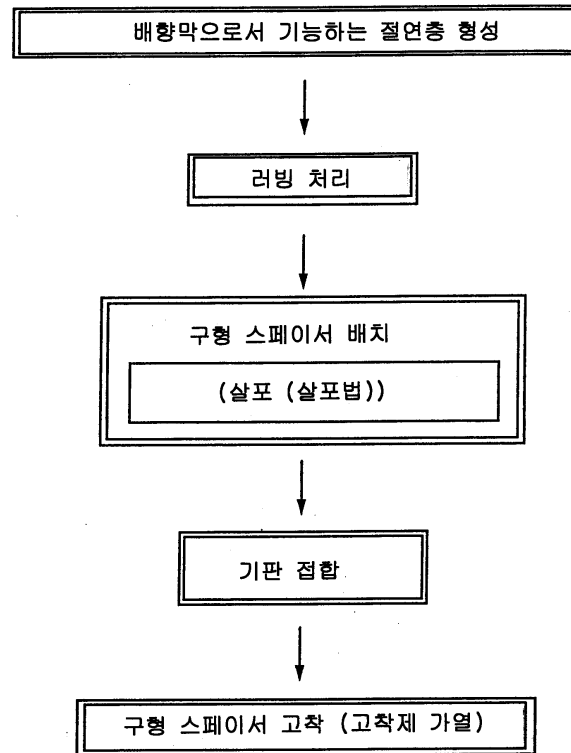 배향막으로서 기능하는 절연층 형성
러빙 처리
구형 스페이서 배치
(살포 (살포법))
기판 접합
구형 스페이서 고착 (고착제 가열)